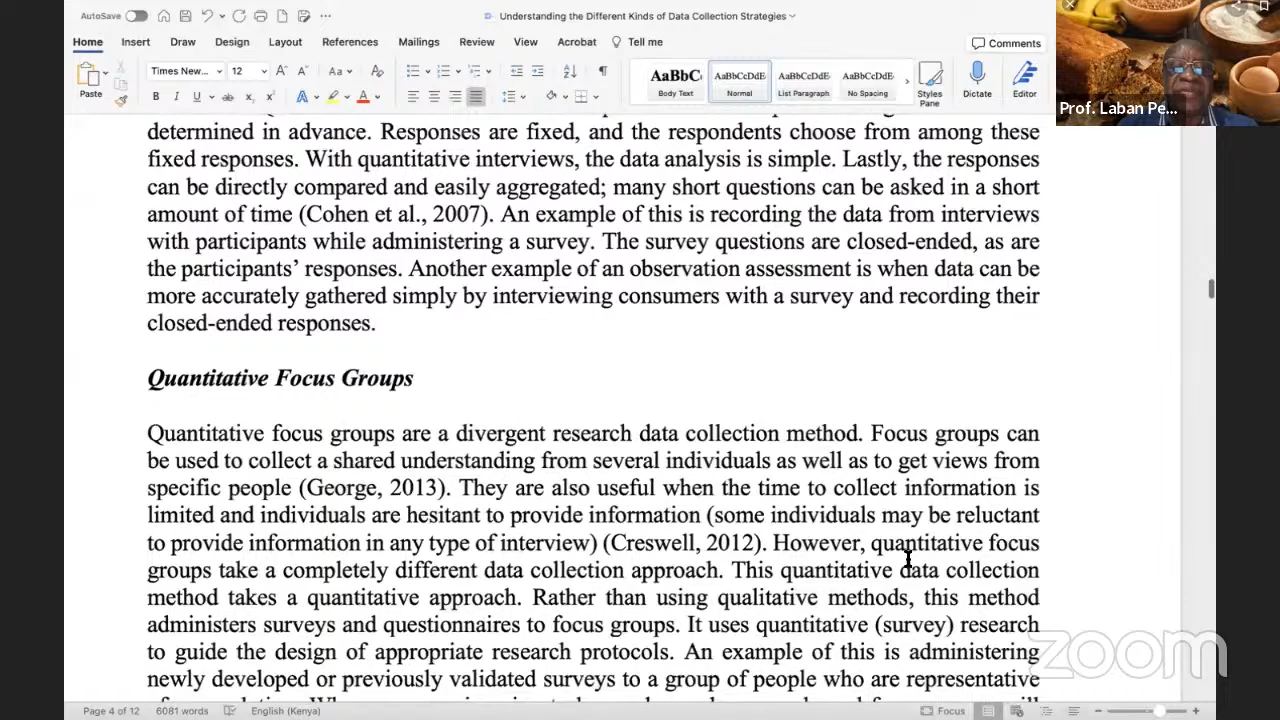 AutoSave
Understanding the Different Kinds of Data Collection Strategies
Home Insert Draw Design Layout References Mailings Review View Acrobat Tell me
Comments
Paste
Times New... 12
Aa
B I U ab x₂ x² A A
AaBbC AaBbCcDdE AaBbCcDdE AaBbCcDdE
Body Text Normal List Paragraph No Spacing
Styles Pane
Dictate
Editor
Prof. Laban Pe...
determined in advance. Responses are fixed, and the respondents choose from among these
fixed responses. With quantitative interviews, the data analysis is simple. Lastly, the responses
can be directly compared and easily aggregated; many short questions can be asked in a short
amount of time (Cohen et al., 2007). An example of this is recording the data from interviews
with participants while administering a survey. The survey questions are closed-ended, as are
the participants’ responses. Another example of an observation assessment is when data can be
more accurately gathered simply by interviewing consumers with a survey and recording their
closed-ended responses.
Quantitative Focus Groups
Quantitative focus groups are a divergent research data collection method. Focus groups can
be used to collect a shared understanding from several individuals as well as to get views from
specific people (George, 2013). They are also useful when the time to collect information is
limited and individuals are hesitant to provide information (some individuals may be reluctant
to provide information in any type of interview) (Creswell, 2012). However, quantitative focus
groups take a completely different data collection approach. This quantitative data collection
method takes a quantitative approach. Rather than using qualitative methods, this method
administers surveys and questionnaires to focus groups. It uses quantitative (survey) research
to guide the design of appropriate research protocols. An example of this is administering
newly developed or previously validated surveys to a group of people who are representative
zoom
Page 4 of 12 6081 words English (Kenya) Focus